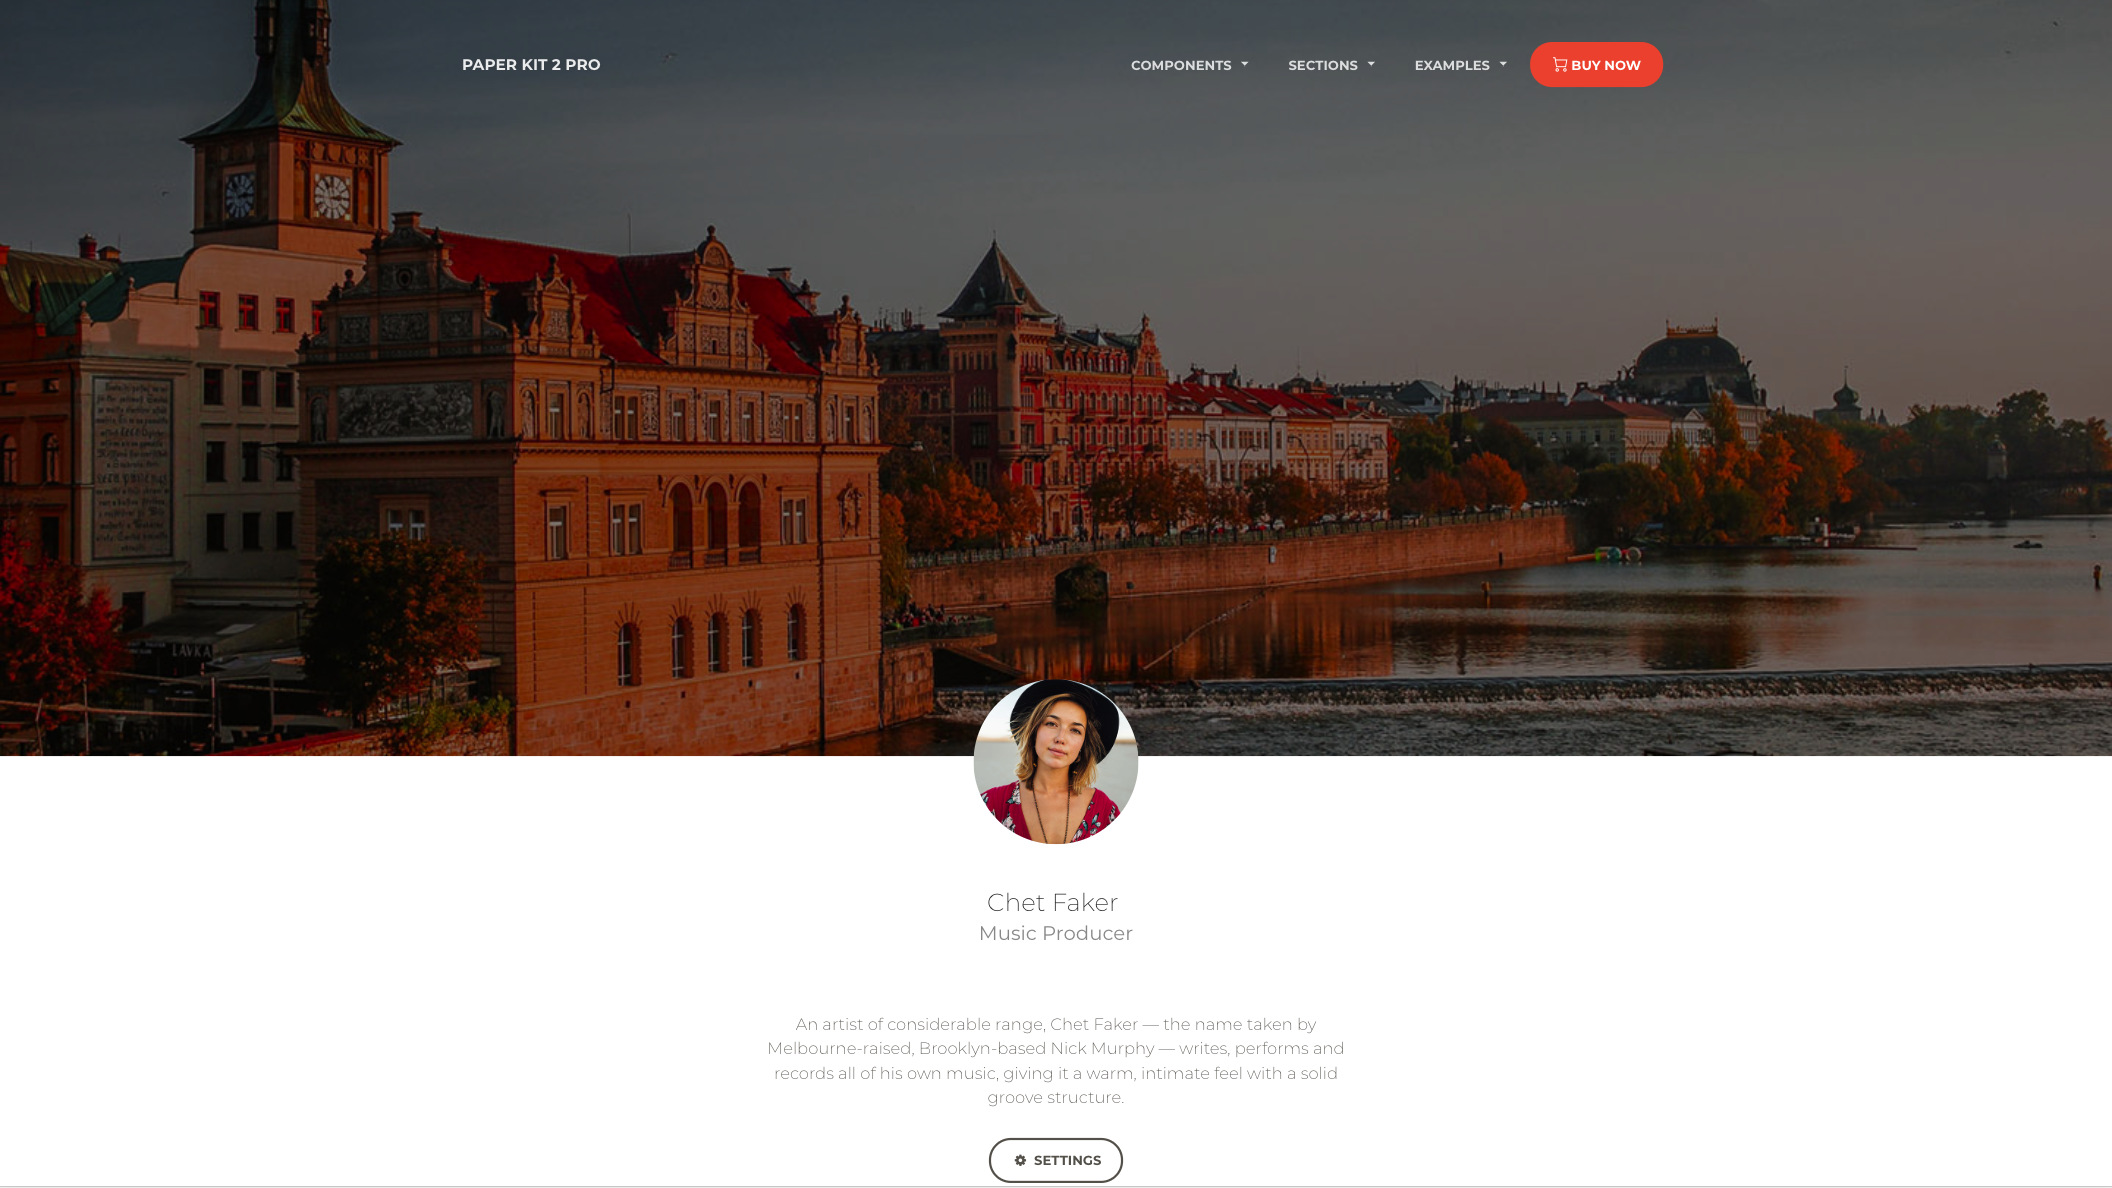 PAPER KIT 2 PRO
COMPONENTS
SECTIONS
EXAMPLES
BUY NOW
LAVKA
Chet Faker
Music Producer
An artist of considerable range, Chet Faker — the name taken by
Melbourne-raised, Brooklyn-based Nick Murphy — writes, performs and
records all of his own music, giving it a warm, intimate feel with a solid
groove structure.
SETTINGS